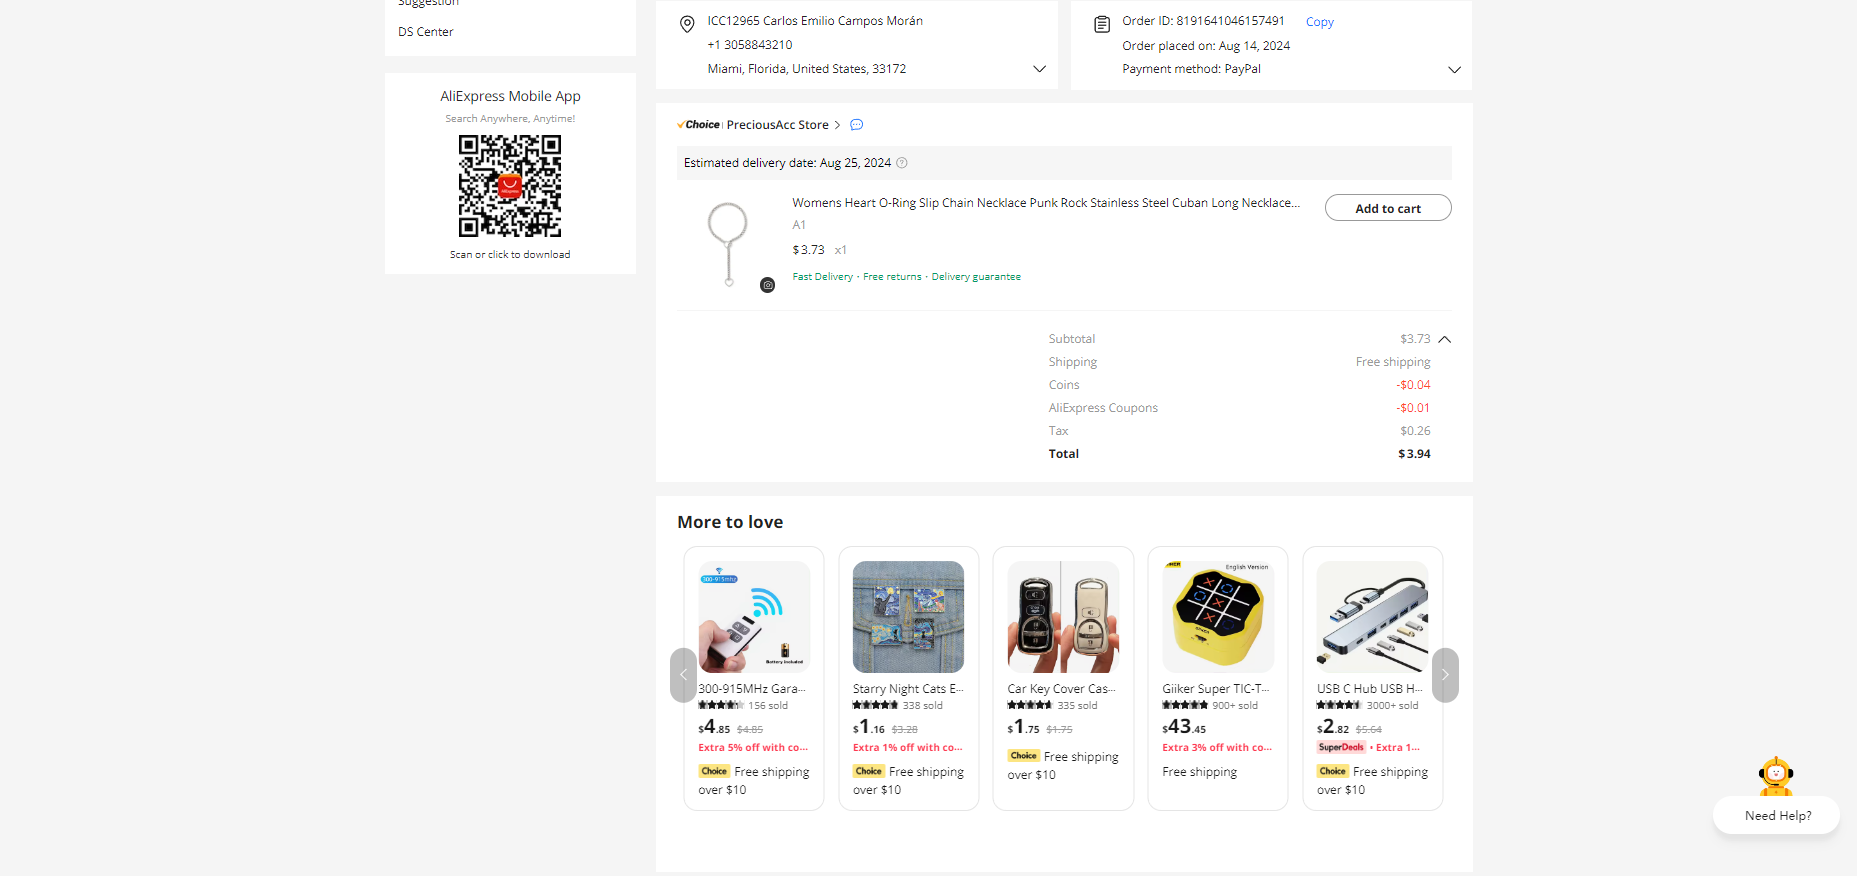 Suggestion
DS Center
AliExpress Mobile App
Search Anywhere, Anytime!
AliExpress
Scan or click to download
ICC12965 Carlos Emilio Campos Morán
+1 3058843210
Miami, Florida, United States, 33172
Order ID: 8191641046157491 Copy
Order placed on: Aug 14, 2024
Payment method: PayPal
Choice PreciousAcc Store
Estimated delivery date: Aug 25, 2024
Womens Heart O-Ring Slip Chain Necklace Punk Rock Stainless Steel Cuban Long Necklace...
Add to cart
A1
$3.73 x1
Fast Delivery · Free returns · Delivery guarantee
Subtotal $3.73
Shipping Free shipping
Coins -$0.04
AliExpress Coupons -$0.01
Tax $0.26
Total $3.94
More to love
300-915mhz
Battery Included
300-915MHz Gara...
156 sold
$4.85 $4.85
Extra 5% off with co...
Choice Free shipping
over $10
Starry Night Cats E...
338 sold
$1.16 $3.28
Extra 1% off with co...
Choice Free shipping
over $10
Car Key Cover Cas...
335 sold
$1.75 $1.75
Choice Free shipping
over $10
English Version
GiiKER
Giiker Super TIC-T...
900+ sold
$43.45
Extra 3% off with co...
Free shipping
USB C Hub USB H...
3000+ sold
$2.82 $5.64
SuperDeals • Extra 1...
Choice Free shipping
over $10
Need Help?